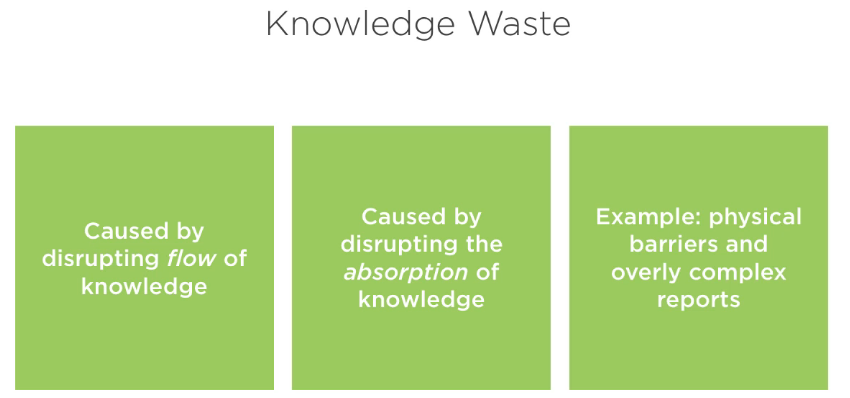 Knowledge Waste
Caused by
disrupting flow of
knowledge
Caused by
disrupting the
absorption of
knowledge
Example: physical
barriers and
overly complex
reports